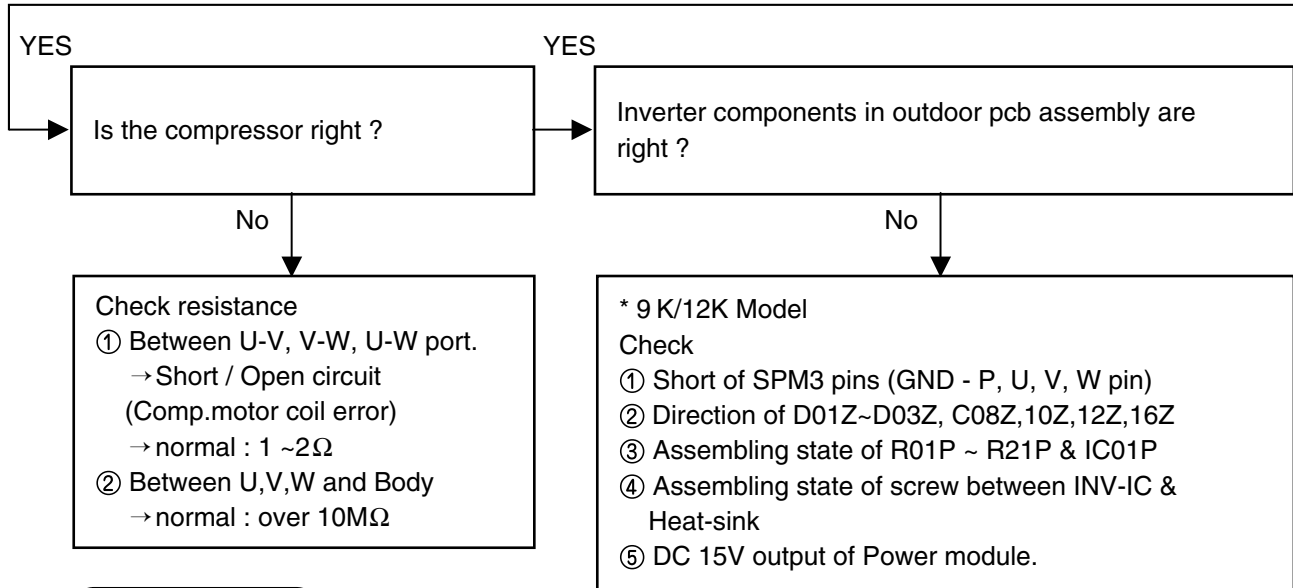 YES
YES
Is the compressor right ?
Inverter components in outdoor pcb assembly are
right ?
No
No
Check resistance
① Between U-V, V-W, U-W port.
→Short / Open circuit
(Comp.motor coil error)
→normal : 1 ~2Ω
② Between U,V,W and Body
→normal : over 10MΩ
* 9 K/12K Model
Check
① Short of SPM3 pins (GND - P, U, V, W pin)
② Direction of D01Z~D03Z, C08Z,10Z,12Z,16Z
③ Assembling state of R01P ~ R21P & IC01P
④ Assembling state of screw between INV-IC &
Heat-sink
⑤ DC 15V output of Power module.